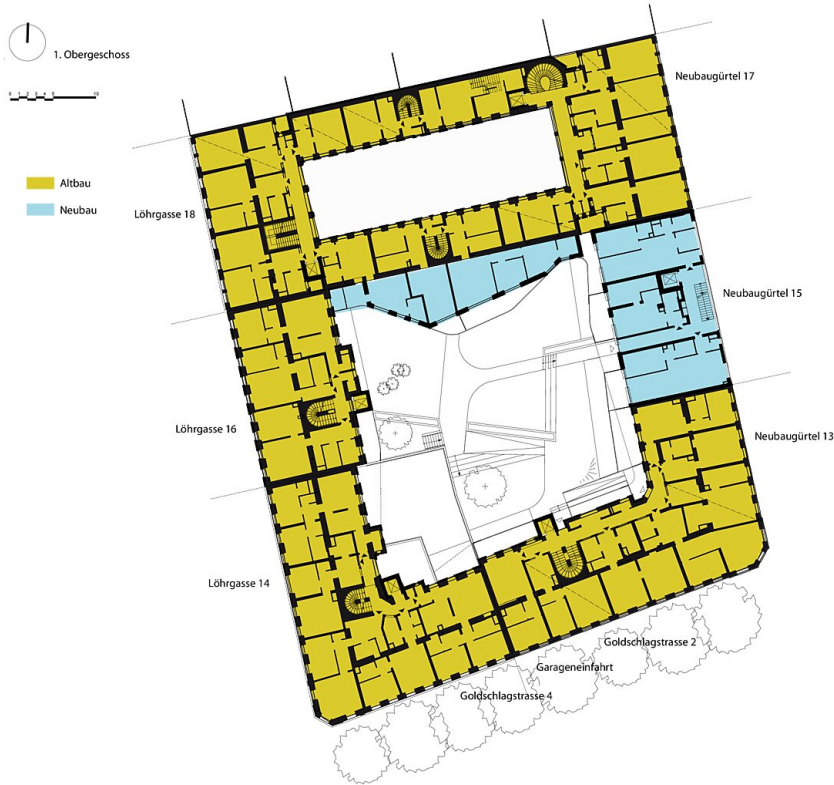 1. Obergeschoss
Neubaugürtel 17
Altbau
Neubau
Löhrgasse 18
Neubaugürtel 15
Löhrgasse 16
Neubaugürtel 13
Löhrgasse 14
Goldschlagstrasse 2
Garageneinfahrt
Goldschlagstrasse 4